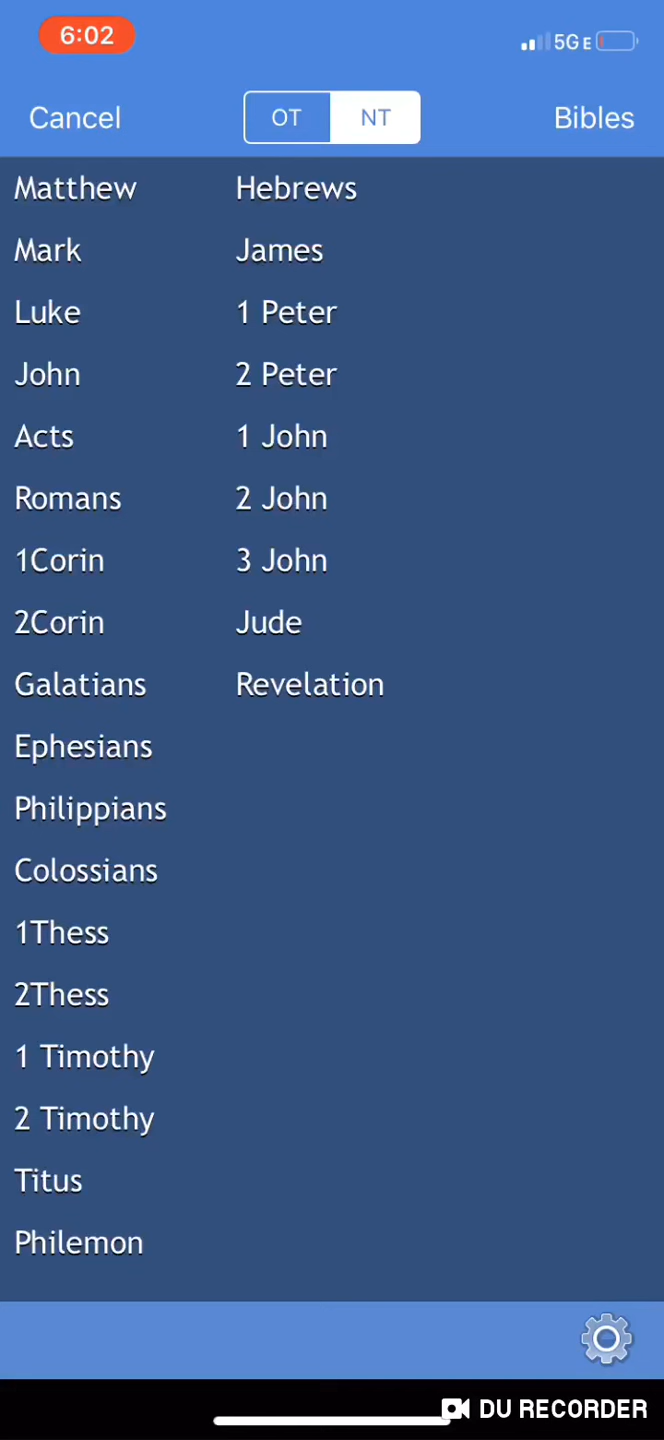 6:02
5GE
Cancel
OT
NT
Bibles
Matthew
Mark
Luke
John
Acts
Romans
1Corin
2Corin
Galatians
Ephesians
Philippians
Colossians
1Thess
2Thess
1 Timothy
2 Timothy
Titus
Philemon
Hebrews
James
1 Peter
2 Peter
1 John
2 John
3 John
Jude
Revelation
DU RECORDER